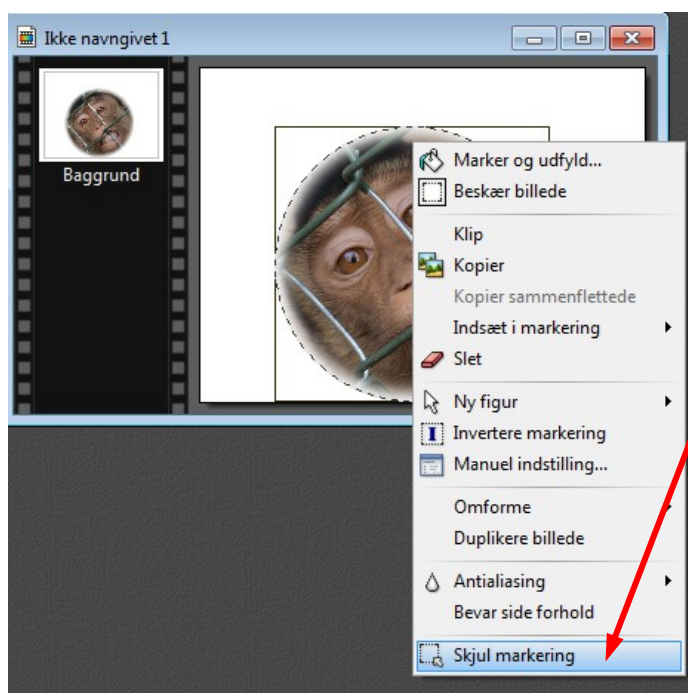 Ikke navngivet 1
Baggrund
Marker og udfyld...
Beskær billede
Klip
Kopier
Kopier sammenflettede
Indsæt i markering
Slet
Ny figur
Invertere markering
Manuel indstilling...
Omforme
Duplikere billede
Antialiasing
Bevar side forhold
Skjul markering